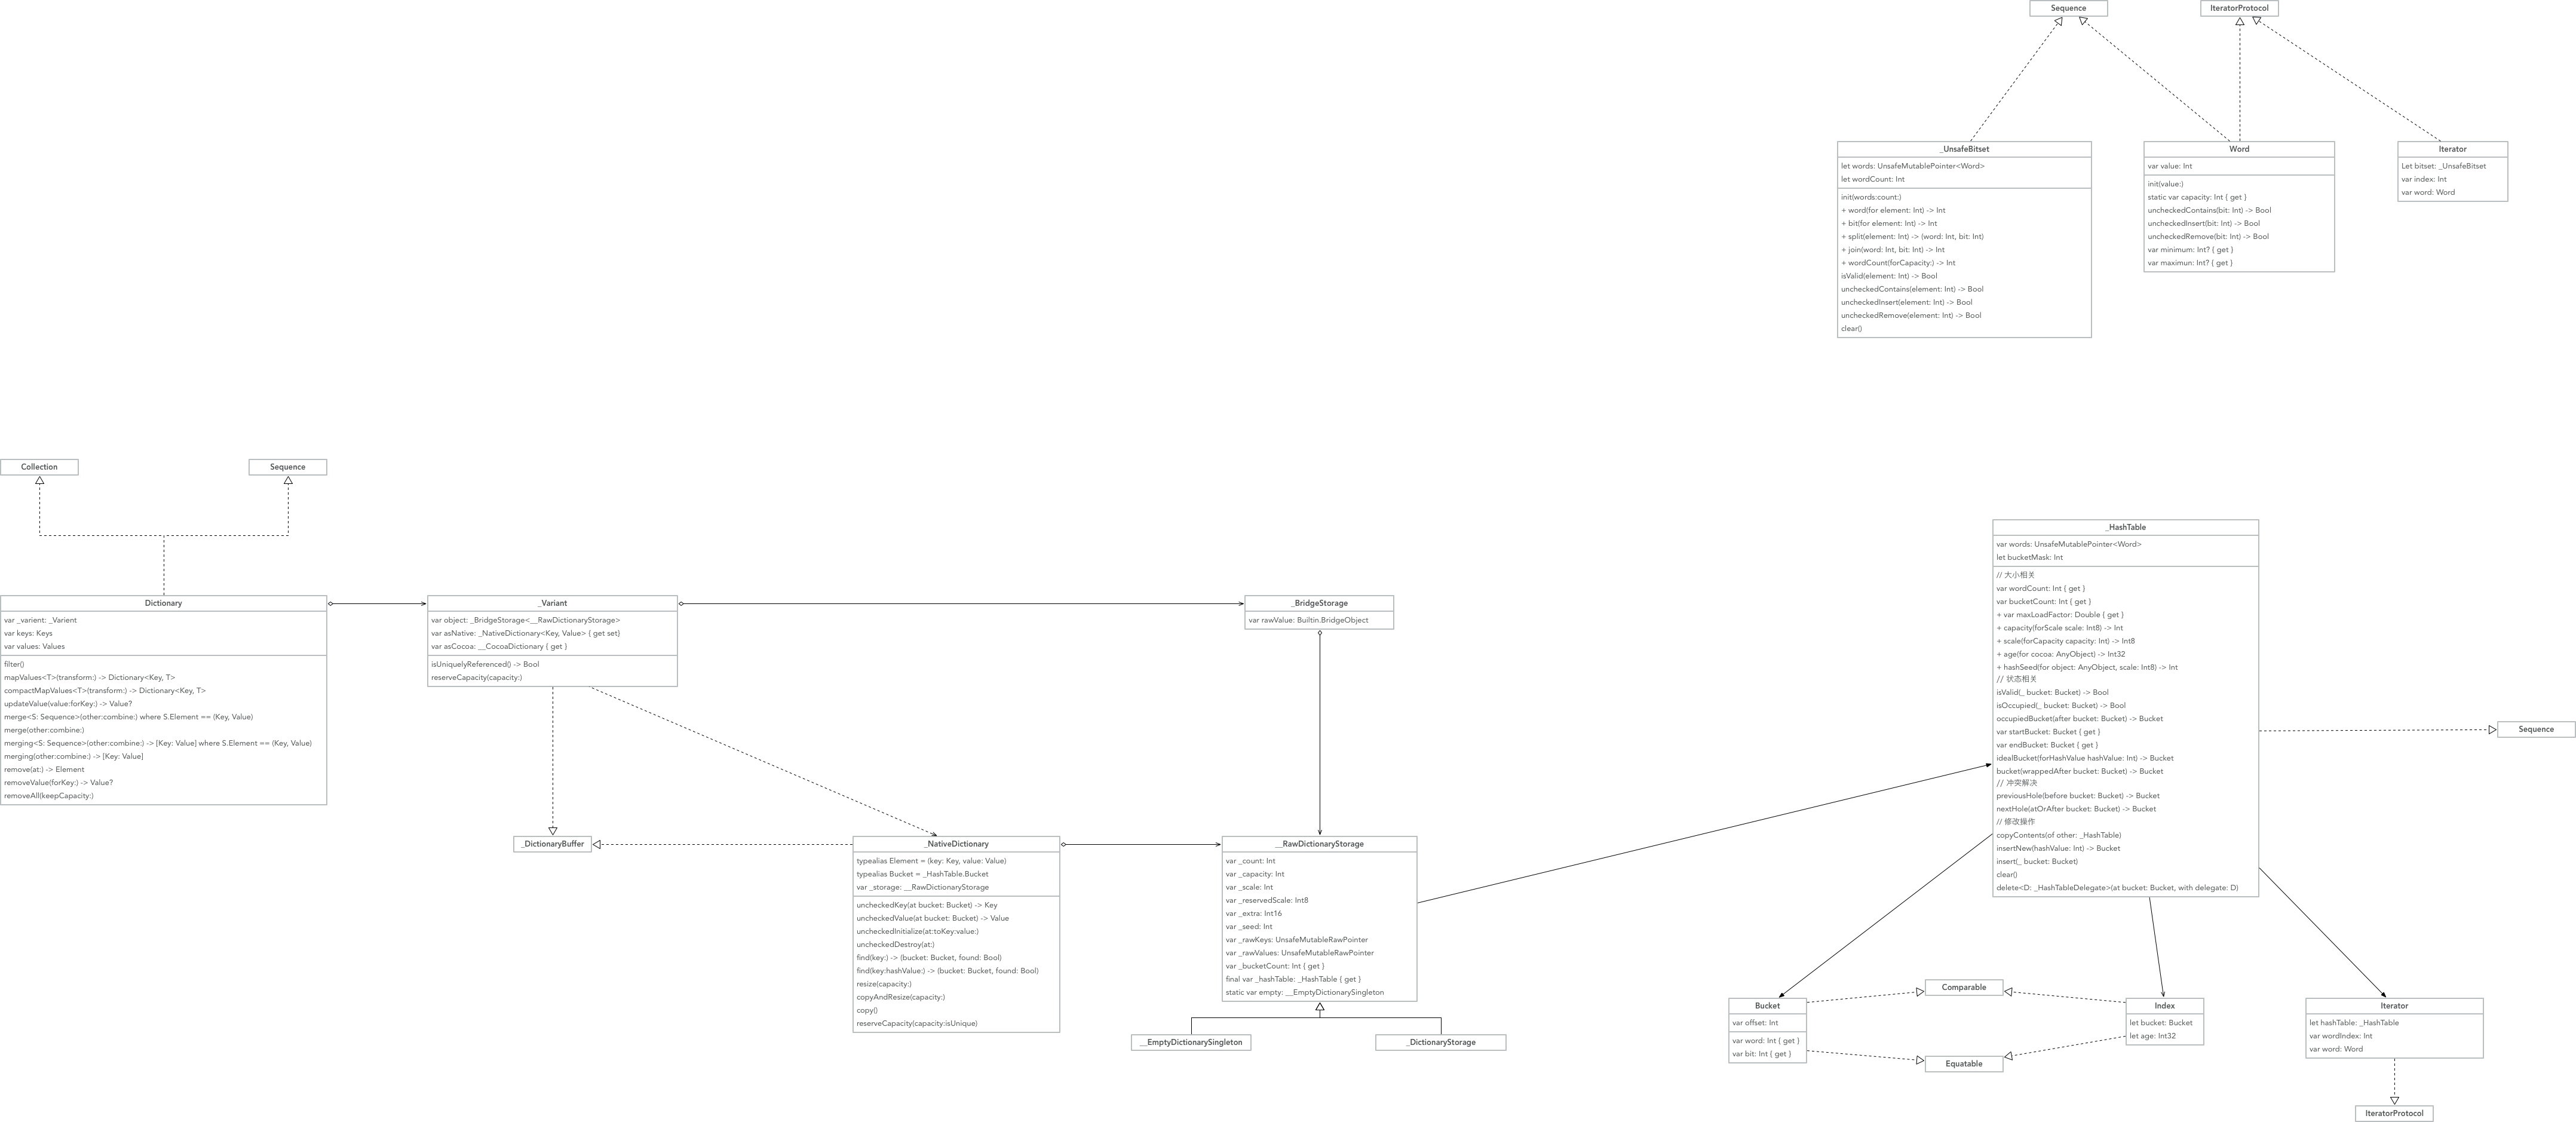 Sequence
IteratorProtocol
_UnsafeBitset
let words: UnsafeMutablePointer<Word>
let wordCount: Int
init(words:count:)
+ word(for element: Int) -> Int
+ bit(for element: Int) -> Int
+ split(element: Int) -> (word: Int, bit: Int)
+ join(word: Int, bit: Int) -> Int
+ wordCount(forCapacity:) -> Int
isValid(element: Int) -> Bool
uncheckedContains(element: Int) -> Bool
uncheckedInsert(element: Int) -> Bool
uncheckedRemove(element: Int) -> Bool
clear()
Word
var value: Int
init(value:)
static var capacity: Int { get }
uncheckedContains(bit: Int) -> Bool
uncheckedInsert(bit: Int) -> Bool
uncheckedRemove(bit: Int) -> Bool
var minimum: Int? { get }
var maximun: Int? { get }
Iterator
Let bitset: _UnsafeBitset
var index: Int
var word: Word
Collection
Sequence
Dictionary
var _varient: _Varient
var keys: Keys
var values: Values
filter()
mapValues<T>(transform:) -> Dictionary<Key, T>
compactMapValues<T>(transform:) -> Dictionary<Key, T>
updateValue(value:forKey:) -> Value?
merge<S: Sequence>(other:combine:) where S.Element == (Key, Value)
merge(other:combine:)
merging<S: Sequence>(other:combine:) -> [Key: Value] where S.Element == (Key, Value)
merging(other:combine:) -> [Key: Value]
remove(at:) -> Element
removeValue(forKey:) -> Value?
removeAll(keepCapacity:)
_Variant
var object: _BridgeStorage<__RawDictionaryStorage>
var asNative: _NativeDictionary<Key, Value> { get set)
var asCocoa: __CocoaDictionary { get }
isUniquelyReferenced() -> Bool
reserveCapacity(capacity:)
_BridgeStorage
var rawValue: Builtin.BridgeObject
_DictionaryBuffer
_NativeDictionary
typealias Element = (key: Key, value: Value)
typealias Bucket = _HashTable.Bucket
var _storage: __RawDictionaryStorage
uncheckedKey(at bucket: Bucket) -> Key
uncheckedValue(at bucket: Bucket) -> Value
uncheckedInitialize(at:toKey:value:)
uncheckedDestroy(at:)
find(key:) -> (bucket: Bucket, found: Bool)
find(key:hashValue:) -> (bucket: Bucket, found: Bool)
resize(capacity:)
copyAndResize(capacity:)
copy()
reserveCapacity(capacity:isUnique)
__RawDictionaryStorage
var _count: Int
var _capacity: Int
var _scale: Int
var _reservedScale: Int8
var _extra: Int16
var _seed: Int
var _rawKeys: UnsafeMutableRawPointer
var _rawValues: UnsafeMutableRawPointer
var _bucketCount: Int { get }
final var _hashTable: _HashTable { get }
static var empty: __EmptyDictionarySingleton
__EmptyDictionarySingleton
_DictionaryStorage
_HashTable
var words: UnsafeMutablePointer<Word>
let bucketMask: Int
// 大小相关
var wordCount: Int { get }
var bucketCount: Int { get }
+ var maxLoadFactor: Double { get }
+ capacity(forScale scale: Int8) -> Int
+ scale(forCapacity capacity: Int) -> Int8
+ age(for cocoa: AnyObject) -> Int32
+ hashSeed(for object: AnyObject, scale: Int8) -> Int
// 状态相关
isValid(_ bucket: Bucket) -> Bool
isOccupied(_ bucket: Bucket) -> Bool
occupiedBucket(after bucket: Bucket) -> Bucket
var startBucket: Bucket { get }
var endBucket: Bucket { get }
idealBucket(forHashValue hashValue: Int) -> Bucket
bucket(wrappedAfter bucket: Bucket) -> Bucket
// 冲突解决
previousHole(before bucket: Bucket) -> Bucket
nextHole(atOrAfter bucket: Bucket) -> Bucket
// 修改操作
copyContents(of other: _HashTable)
insertNew(hashValue: Int) -> Bucket
insert(_ bucket: Bucket)
clear()
delete<D: _HashTableDelegate>(at bucket: Bucket, with delegate: D)
Sequence
Bucket
var offset: Int
var word: Int { get }
var bit: Int { get }
Comparable
Equatable
Index
let bucket: Bucket
let age: Int32
Iterator
let hashTable: _HashTable
var wordIndex: Int
var word: Word
IteratorProtocol